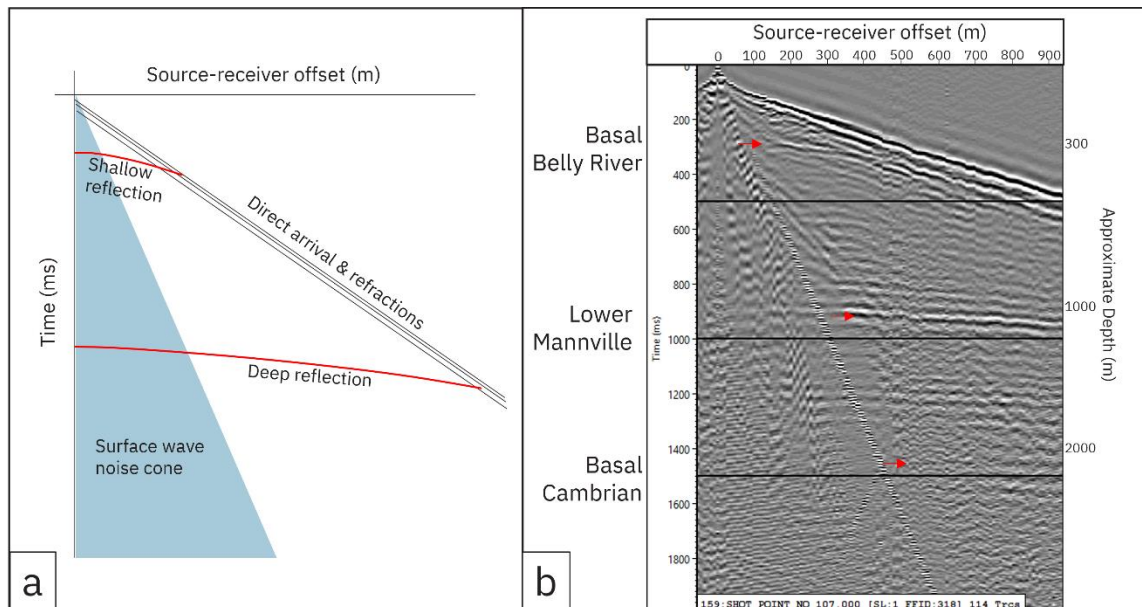 Source-receiver offset (m)
Time (ms)
Shallow
reflection
Direct arrival & refractions
Deep reflection
Surface wave
noise cone
a
Source-receiver offset (m)
0 100 200 300 400 500 600 700 800 900
0
200
400
600
800
1000
1200
1400
1600
1800
Time (ms)
Basal
Belly River
Lower
Mannville
Basal
Cambrian
300
1000
2000
Approximate Depth (m)
159:SHOT POINT NO 107.000 [SL:1 FFID:318] 114 Trcs
b